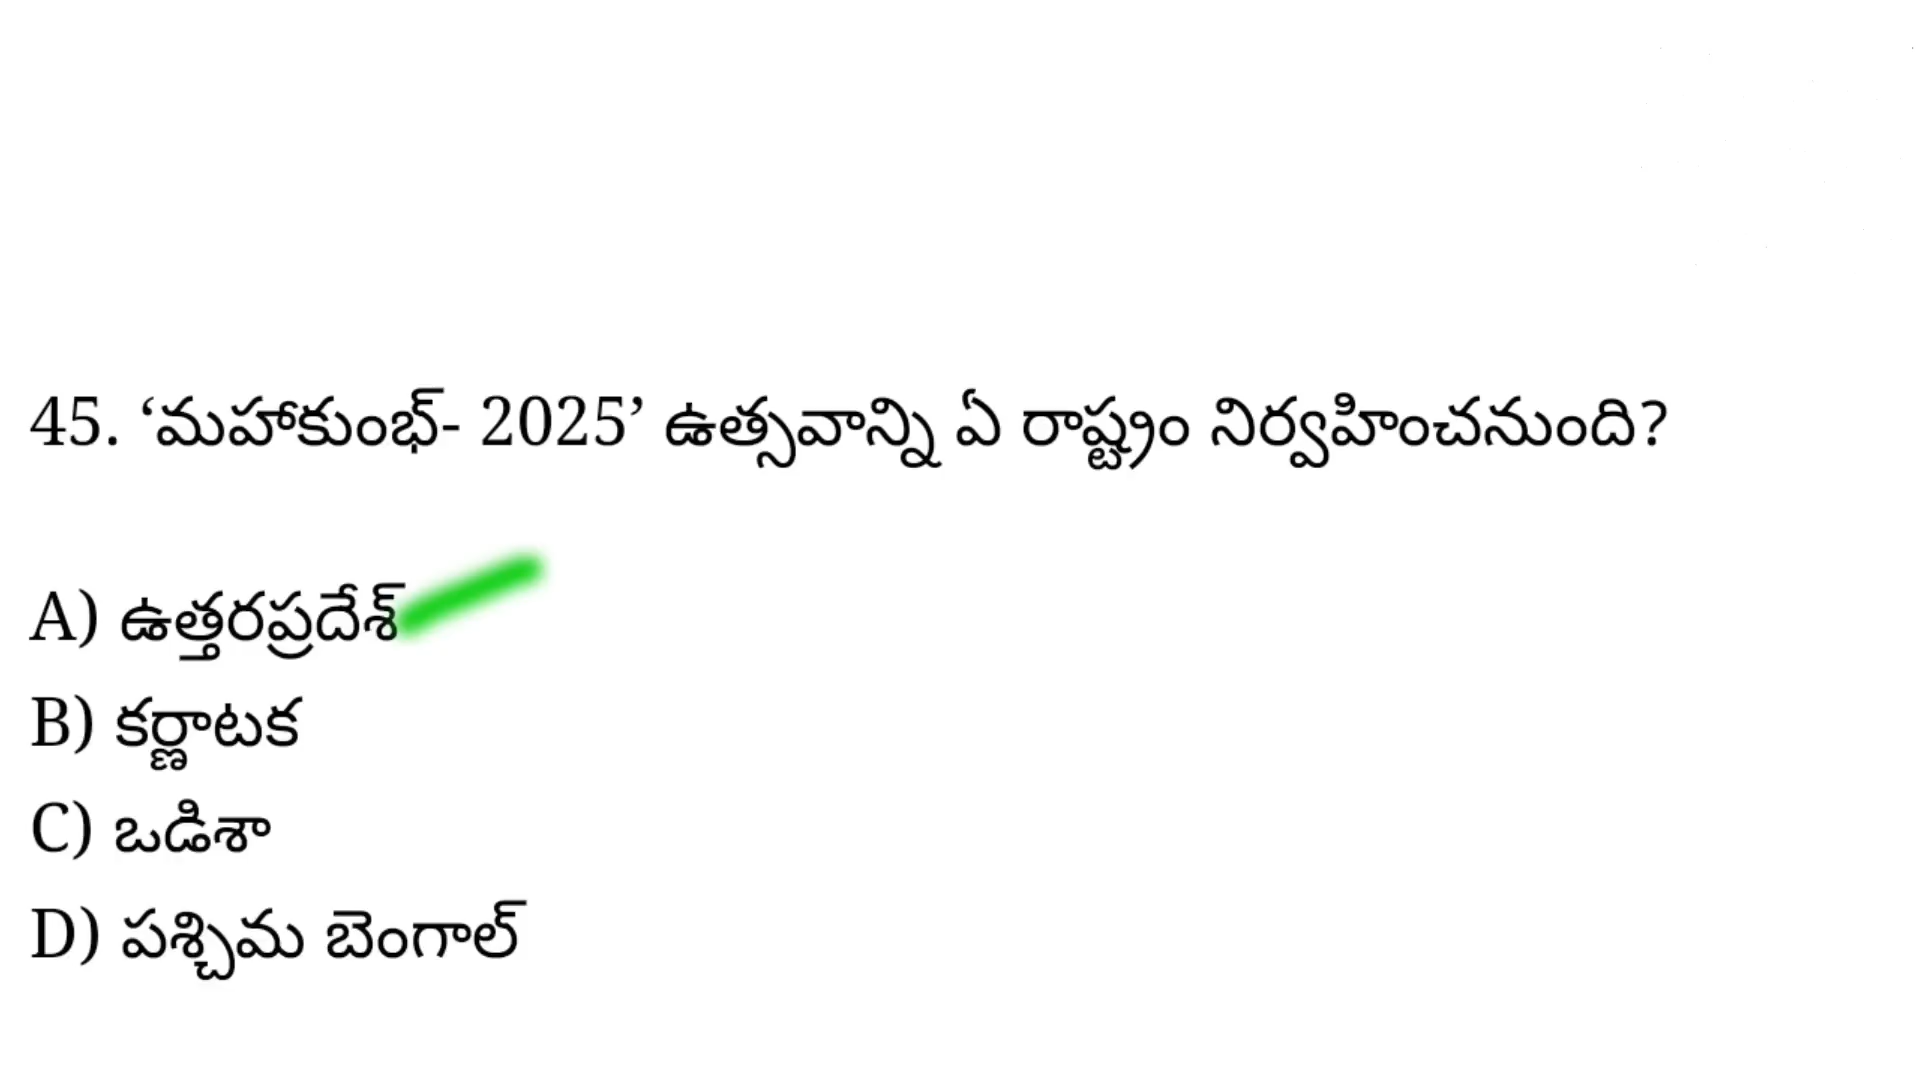 45. ‘మహాకుంభ్- 2025’ ఉత్సవాన్ని ఏ రాష్ట్రం నిర్వహించనుంది?
A) ఉత్తరప్రదేశ్
B) కర్ణాటక
C) ఒడిశా
D) పశ్చిమ బెంగాల్